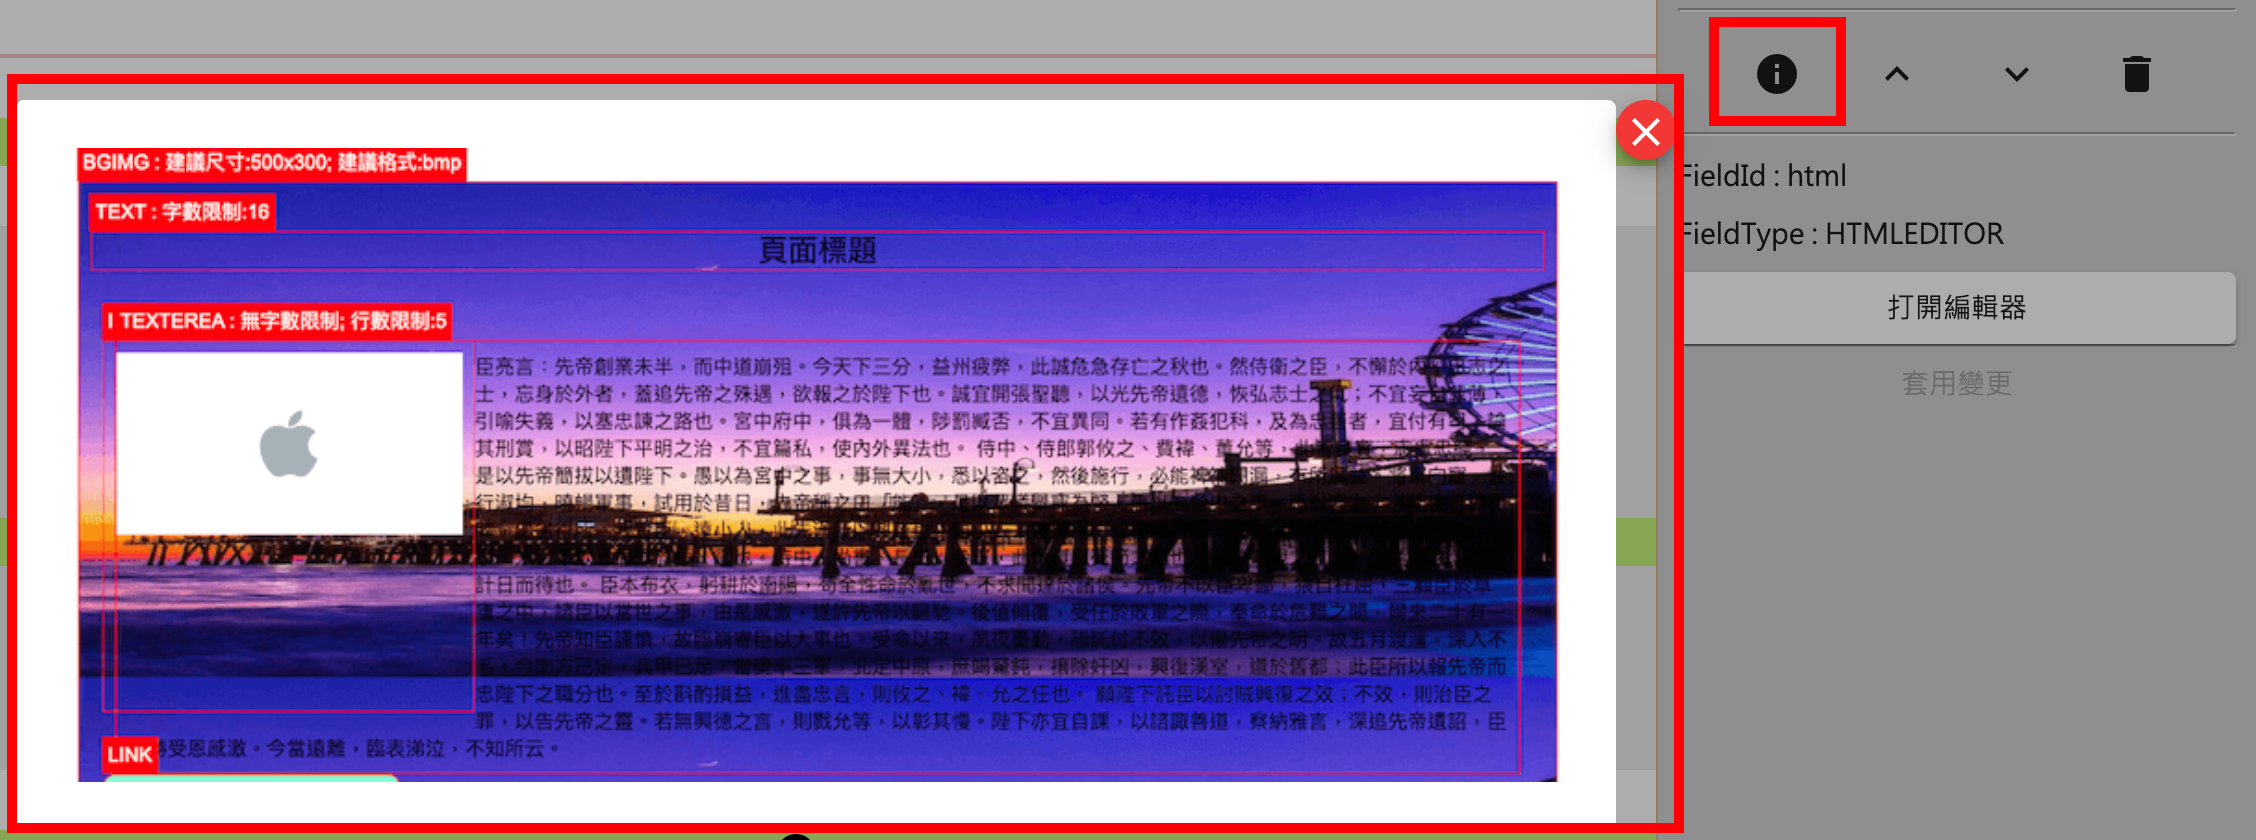 BGIMG : 建議尺寸:500x300; 建議格式:bmp
TEXT : 字數限制:16
頁面標題
I TEXTEREA : 無字數限制; 行數限制:5
臣亮言：先帝創業未半，而中道崩殂。今天下三分，益州疲弊，此誠危急存亡之秋也。然侍衛之臣，不懈於
士，忘身於外者，蓋追先帝之殊遇，欲報之於陛下也。誠宜開張聖聽，以光先帝遺德，恢弘志士之氣；不宜妄
引喻失義，以塞忠諫之路也。宮中府中，俱為一體，陟罰臧否，不宜異同。若有作姦犯科，及為忠善者，宜付有
其刑賞，以昭陛下平明之治，不宜篇私，使內外異法也。 侍中、侍郎郭攸之、費禕、董允等，
是以先帝簡拔以遺陛下。愚以為宮中之事，事無大小，悉以咨之，然後施行，必能裨
行淑均，曉暢軍事，試用於昔日，
計日而待也。 臣本布衣，躬耕於南陽，苟全性命於亂世，不求聞達於諸侯。先帝不以臣卑鄙，猥自枉屈，三顧臣於草
廬之中，諮臣以當世之事，由是感激，遂許先帝以驅馳。後值傾覆，受任於敗軍之際，奉命於危難之間，爾來二十有一
年矣！先帝知臣謹慎，故臨崩寄臣以大事也。受命以來，夙夜憂勤，恐託付不效，以傷先帝之明。故五月渡瀘，深入不
毛。今南方已定，兵甲已足，當獎率三軍，北定中原，庶竭駑鈍，攘除奸凶，興復漢室，還於舊都；此臣所以報先帝而
忠陛下之職分也。至於斟酌損益，進盡忠言，則攸之、禕、允之任也。 願陛下託臣以討賊興復之效；不效，則治臣之
罪，以告先帝之靈。若無興德之言，則戮允等，以彰其慢。陛下亦宜自課，以諮諏善道，察納雅言，深追先帝遺詔，臣
受恩感激。今當遠離，臨表涕泣，不知所云。
LINK
FieldId : html
FieldType : HTMLEDITOR
打開編輯器
套用變更